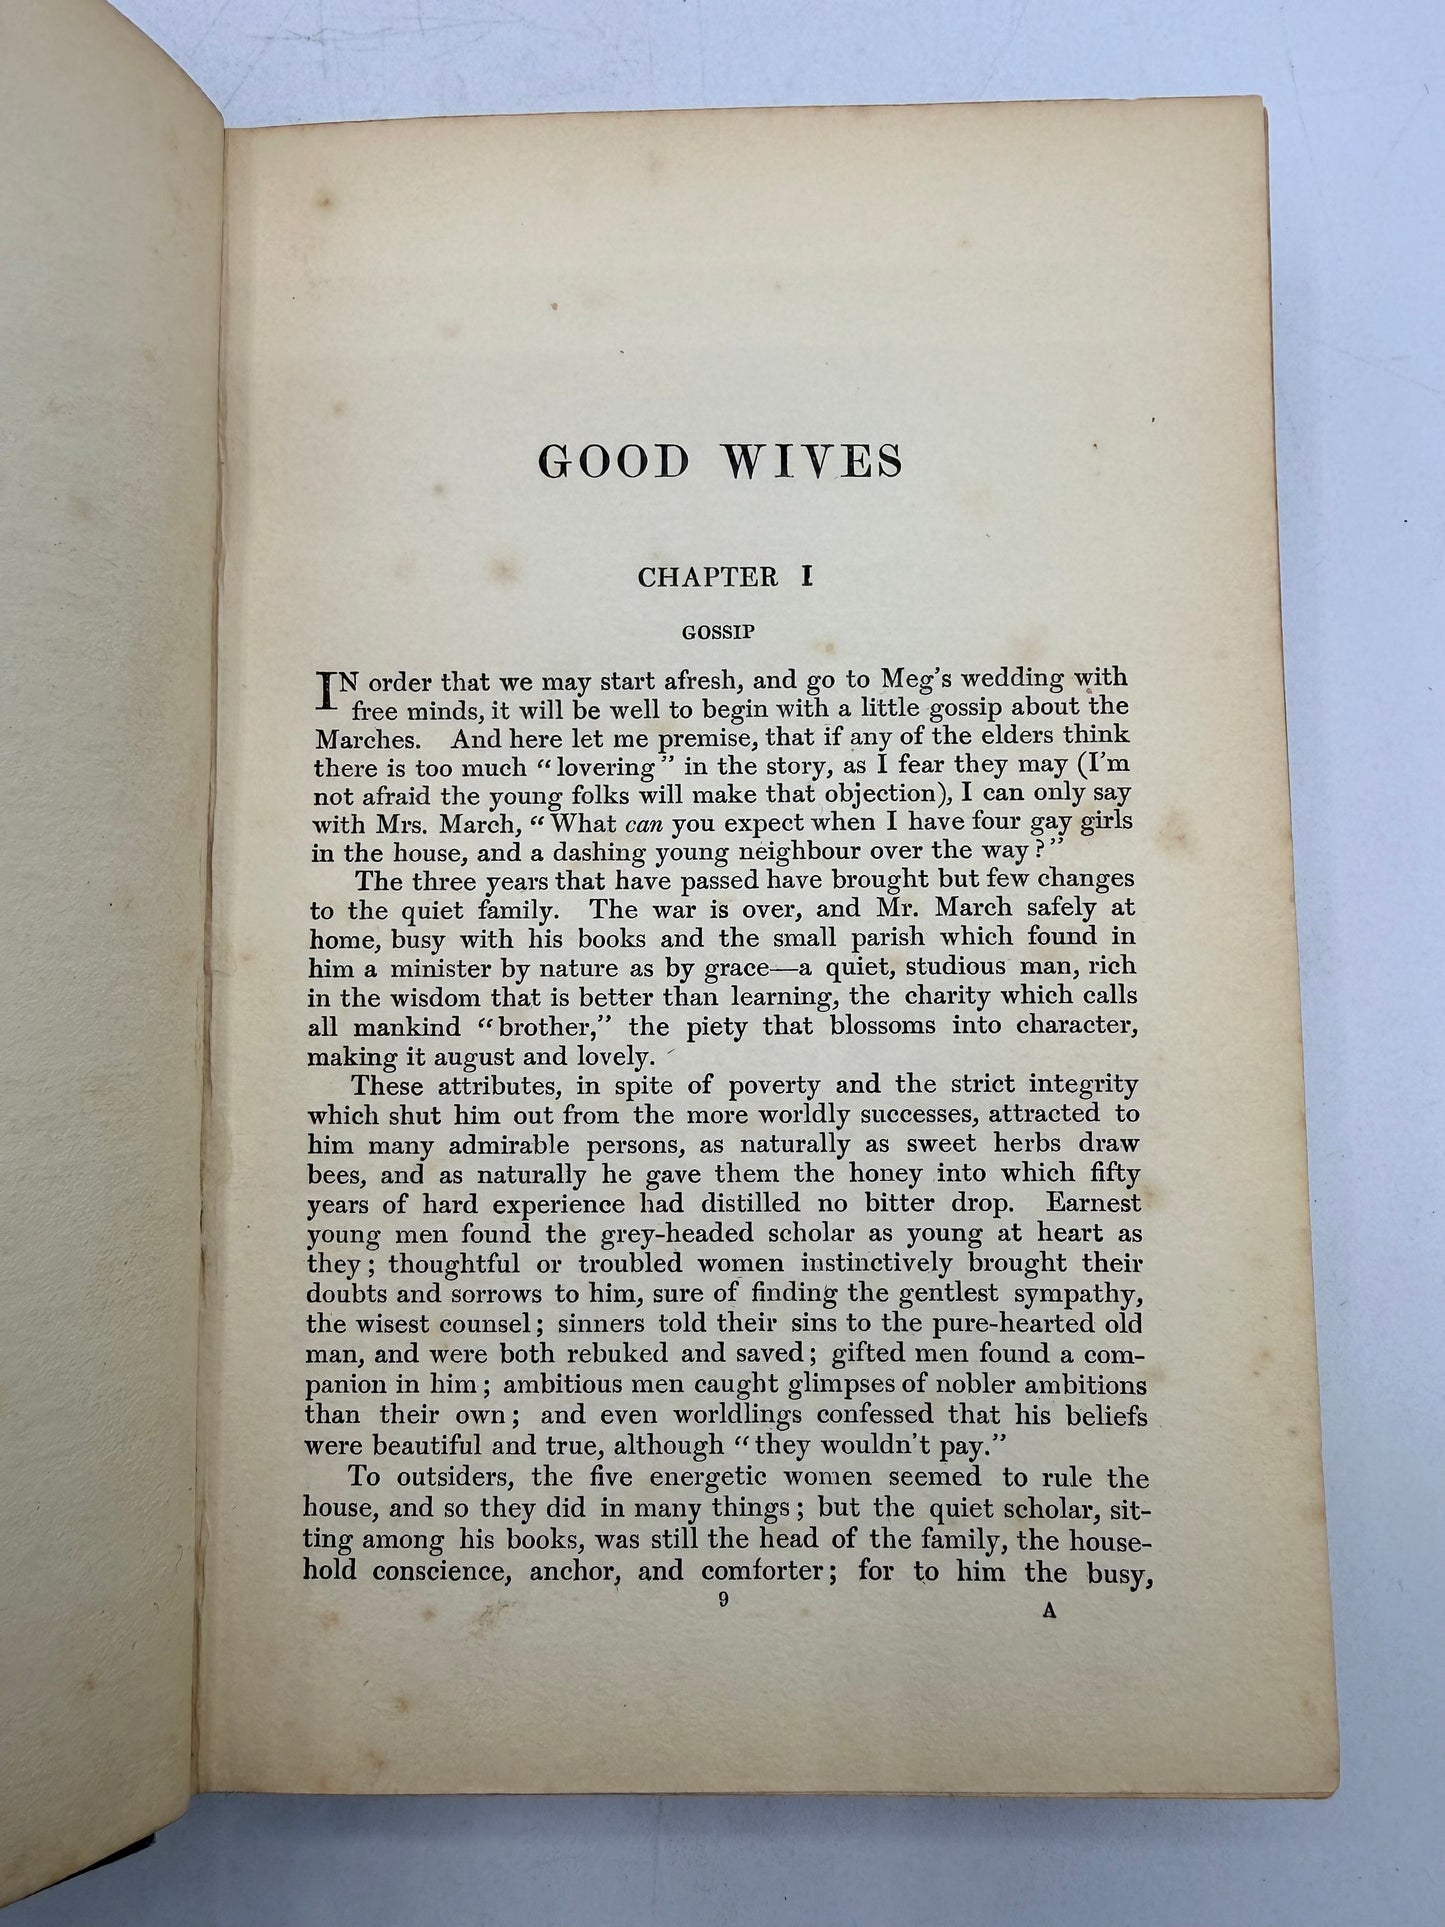 GOOD WIVES
CHAPTER I
GOSSIP
IN order that we may start afresh, and go to Meg's wedding with
free minds, it will be well to begin with a little gossip about the
Marches. And here let me premise, that if any of the elders think
there is too much “lovering” in the story, as I fear they may (I'm
not afraid the young folks will make that objection), I can only say
with Mrs. March, “What can you expect when I have four gay girls
in the house, and a dashing young neighbour over the way?”
The three years that have passed have brought but few changes
to the quiet family. The war is over, and Mr. March safely at
home, busy with his books and the small parish which found in
him a minister by nature as by grace—a quiet, studious man, rich
in the wisdom that is better than learning, the charity which calls
all mankind “brother,” the piety that blossoms into character,
making it august and lovely.
These attributes, in spite of poverty and the strict integrity
which shut him out from the more worldly successes, attracted to
him many admirable persons, as naturally as sweet herbs draw
bees, and as naturally he gave them the honey into which fifty
years of hard experience had distilled no bitter drop. Earnest
young men found the grey-headed scholar as young at heart as
they; thoughtful or troubled women instinctively brought their
doubts and sorrows to him, sure of finding the gentlest sympathy,
the wisest counsel; sinners told their sins to the pure-hearted old
man, and were both rebuked and saved; gifted men found a com-
panion in him; ambitious men caught glimpses of nobler ambitions
than their own; and even worldlings confessed that his beliefs
were beautiful and true, although “they wouldn't pay.”
To outsiders, the five energetic women seemed to rule the
house, and so they did in many things; but the quiet scholar, sit-
ting among his books, was still the head of the family, the house-
hold conscience, anchor, and comforter; for to him the busy,
9
A